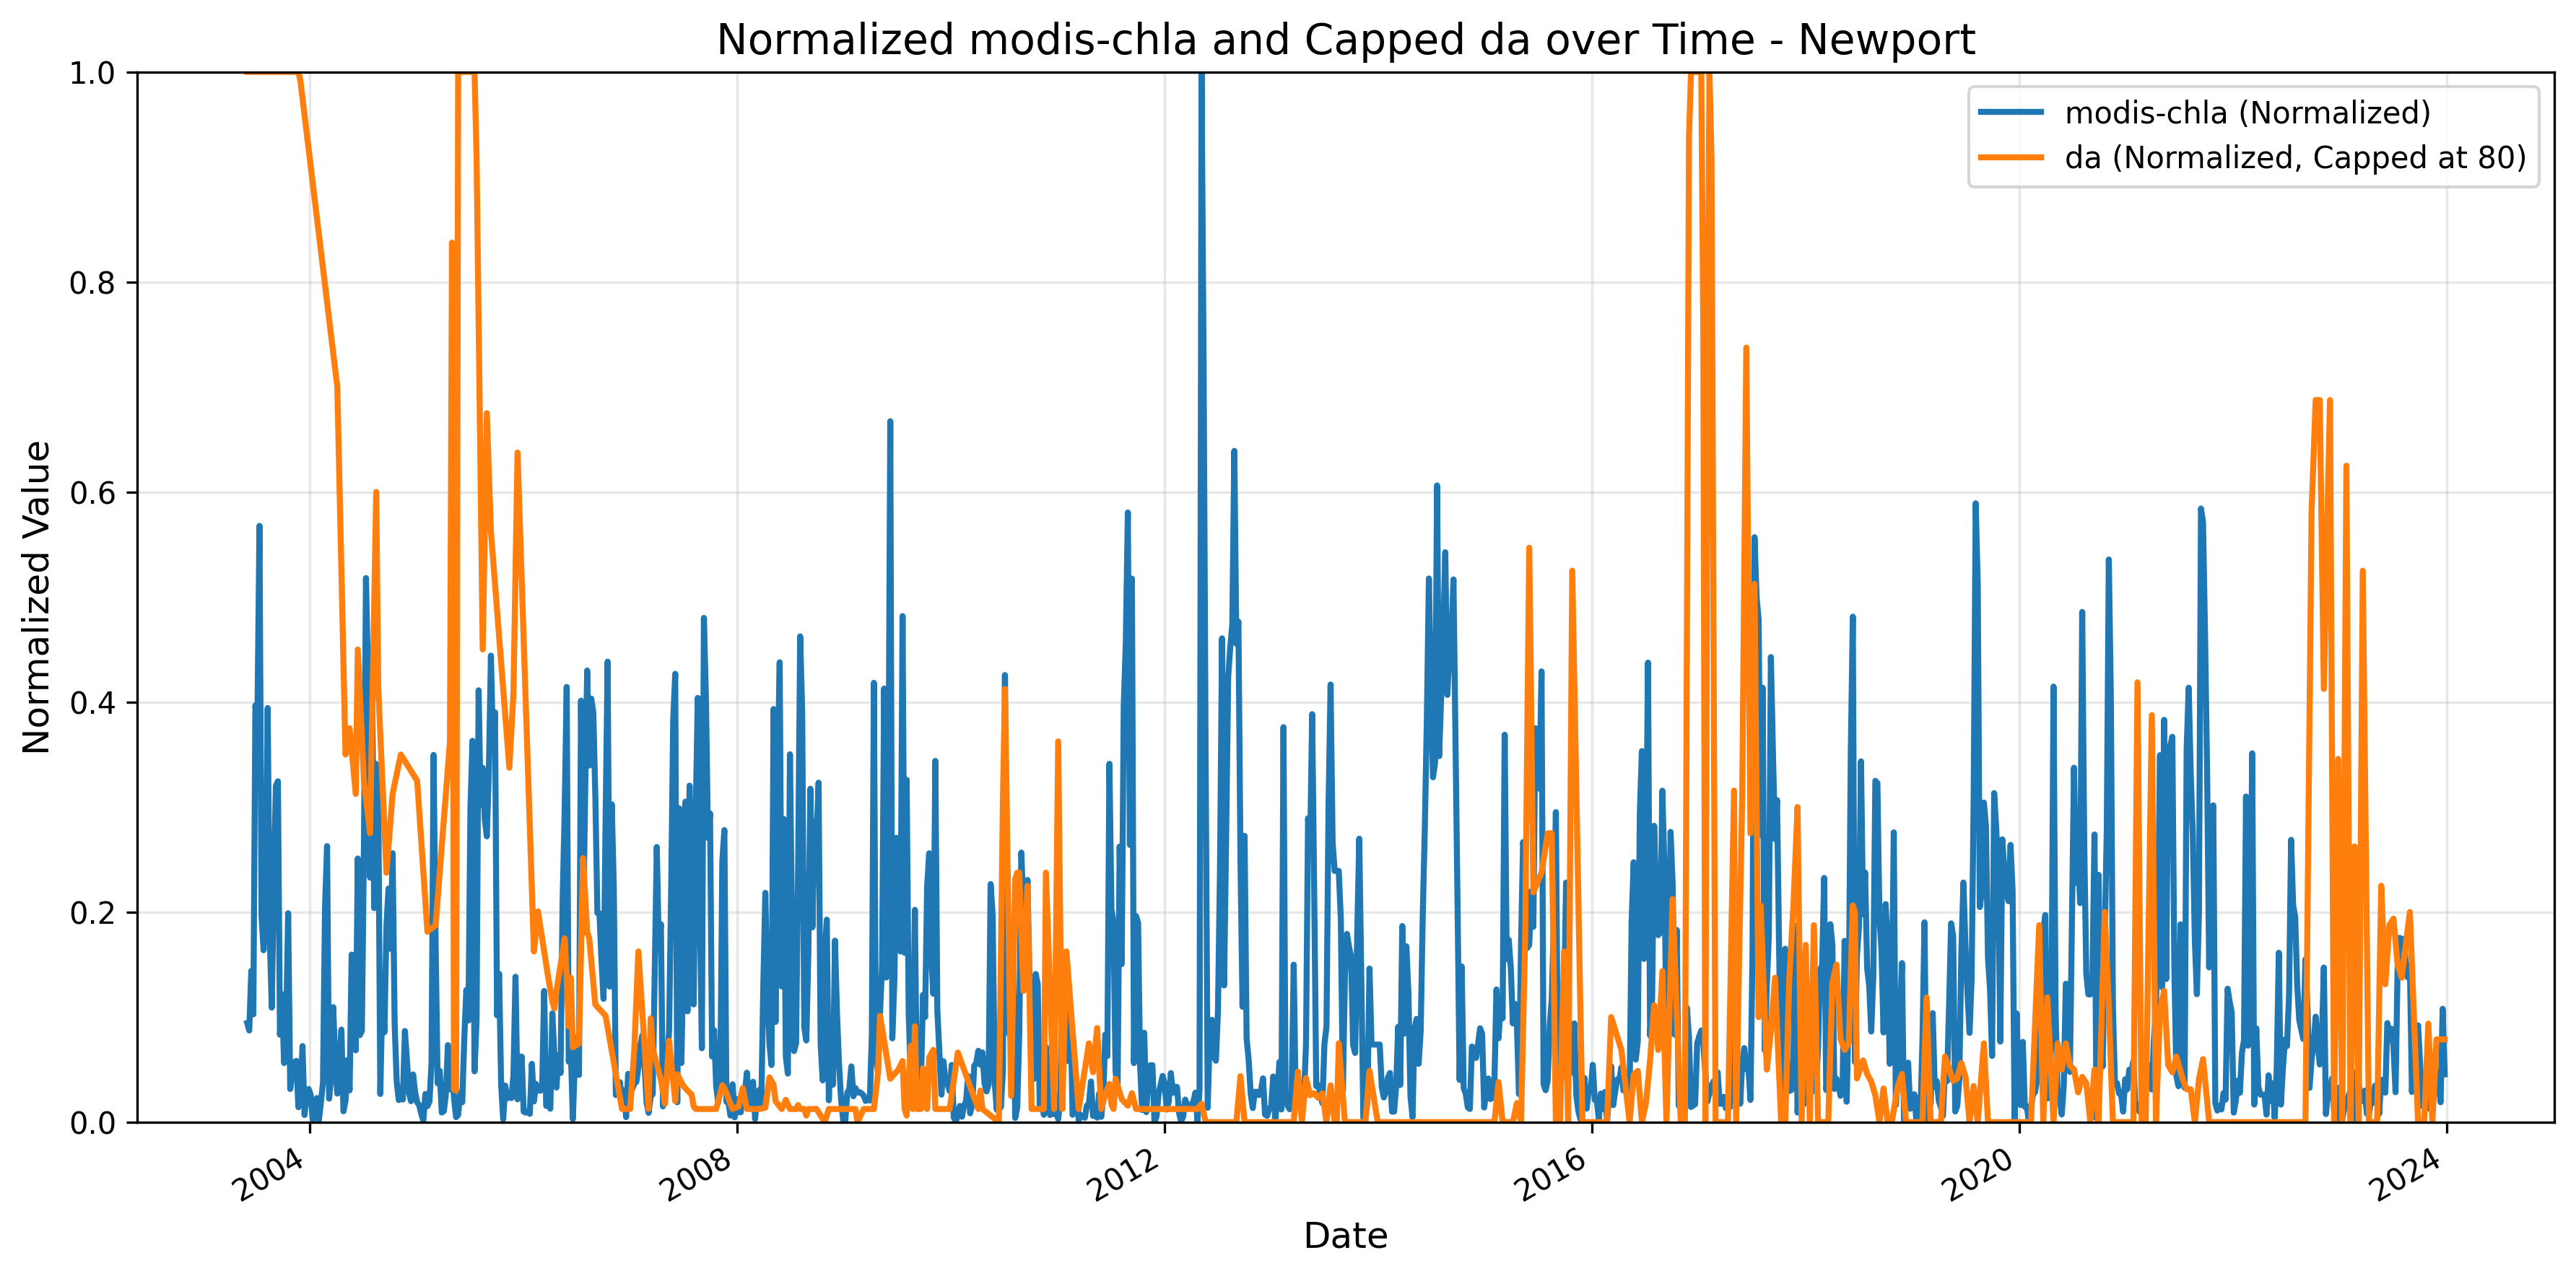 Normalized modis-chla and Capped da over Time - Newport
modis-chla (Normalized)
da (Normalized, Capped at 80)
Normalized Value
1.0
0.8
0.6
0.4
0.2
0.0
2004
2008
2012
2016
2020
2024
Date